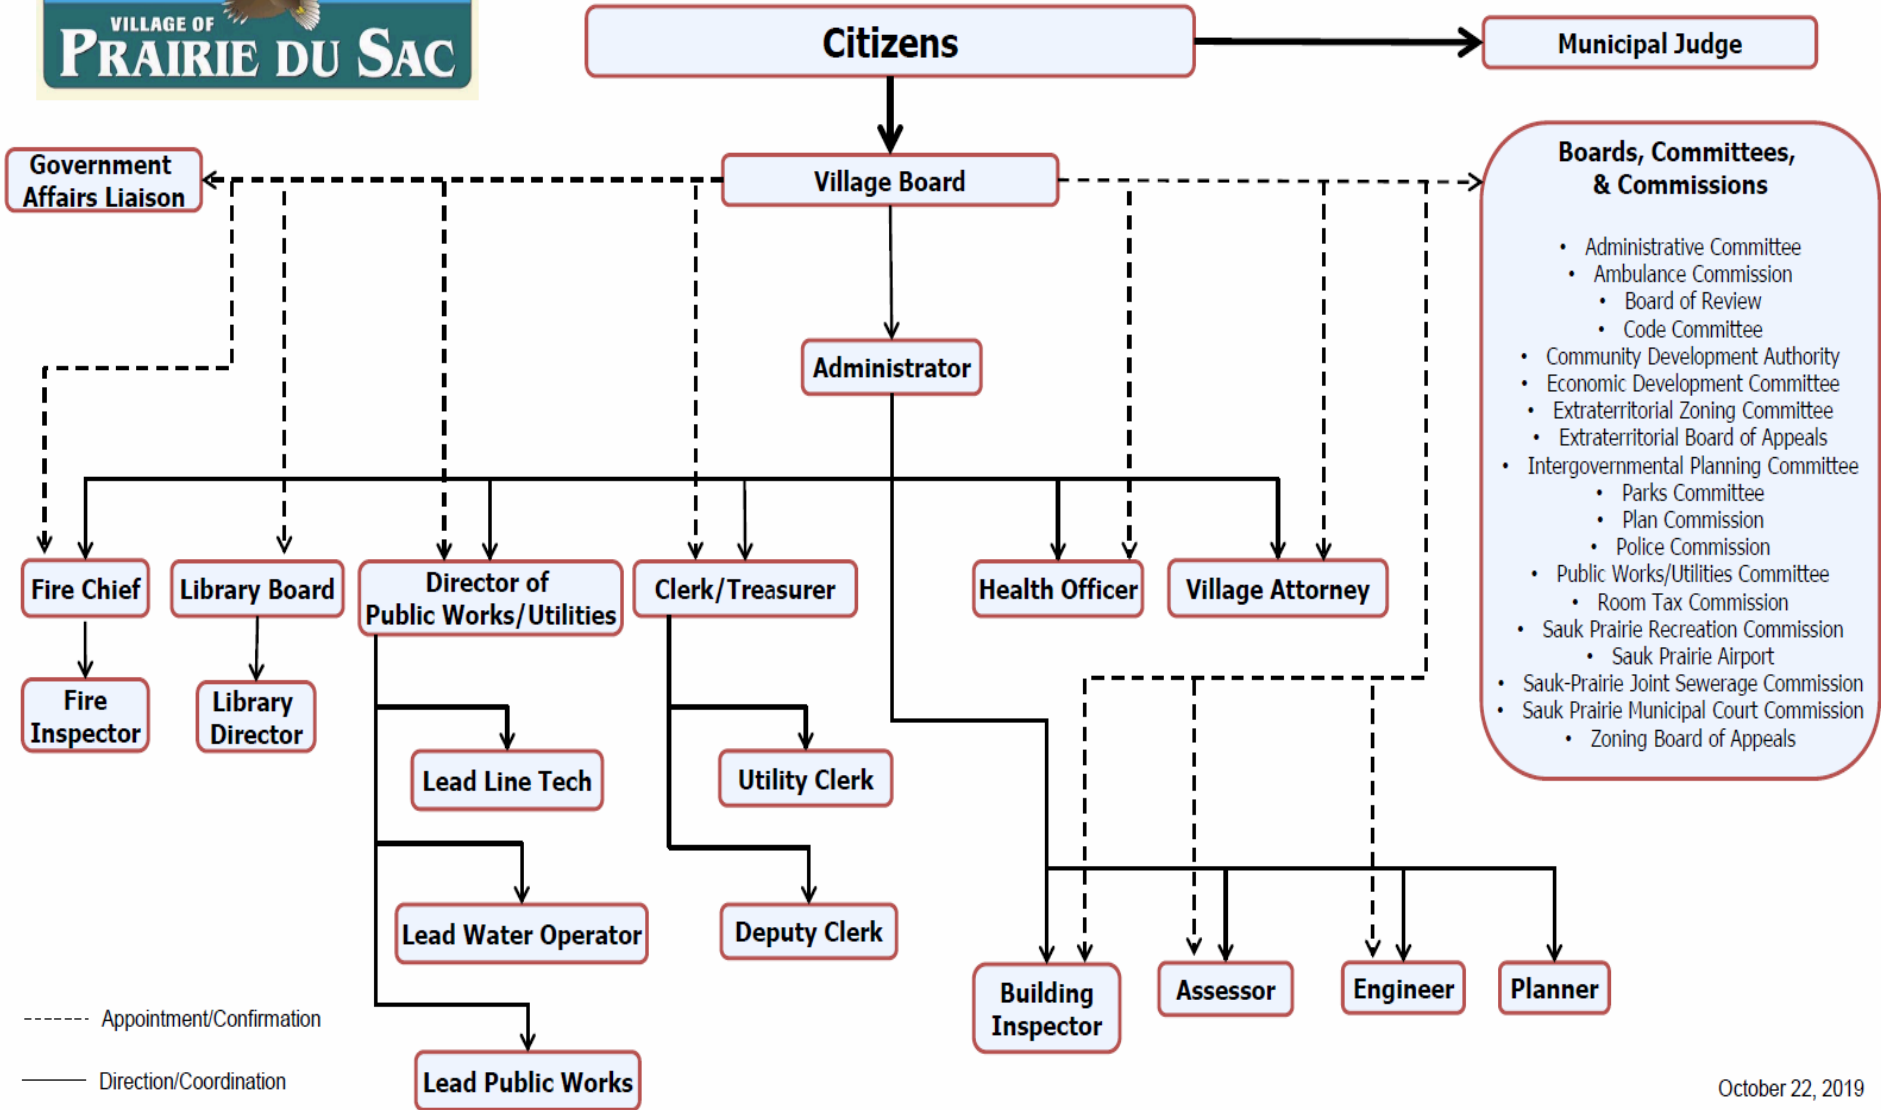 VILLAGE OF
PRAIRIE DU SAC
Citizens
Municipal Judge
Government
Affairs Liaison
Village Board
Boards, Committees,
& Commissions
• Administrative Committee
• Ambulance Commission
• Board of Review
• Code Committee
• Community Development Authority
• Economic Development Committee
• Extraterritorial Zoning Committee
• Extraterritorial Board of Appeals
• Intergovernmental Planning Committee
• Parks Committee
• Plan Commission
• Police Commission
• Public Works/Utilities Committee
• Room Tax Commission
• Sauk Prairie Recreation Commission
• Sauk Prairie Airport
• Sauk-Prairie Joint Sewerage Commission
• Sauk Prairie Municipal Court Commission
• Zoning Board of Appeals
Administrator
Fire Chief
Library Board
Director of
Public Works/Utilities
Clerk/Treasurer
Health Officer
Village Attorney
Fire
Inspector
Library
Director
Lead Line Tech
Utility Clerk
Lead Water Operator
Deputy Clerk
Building
Inspector
Assessor
Engineer
Planner
Lead Public Works
Appointment/Confirmation
Direction/Coordination
October 22, 2019